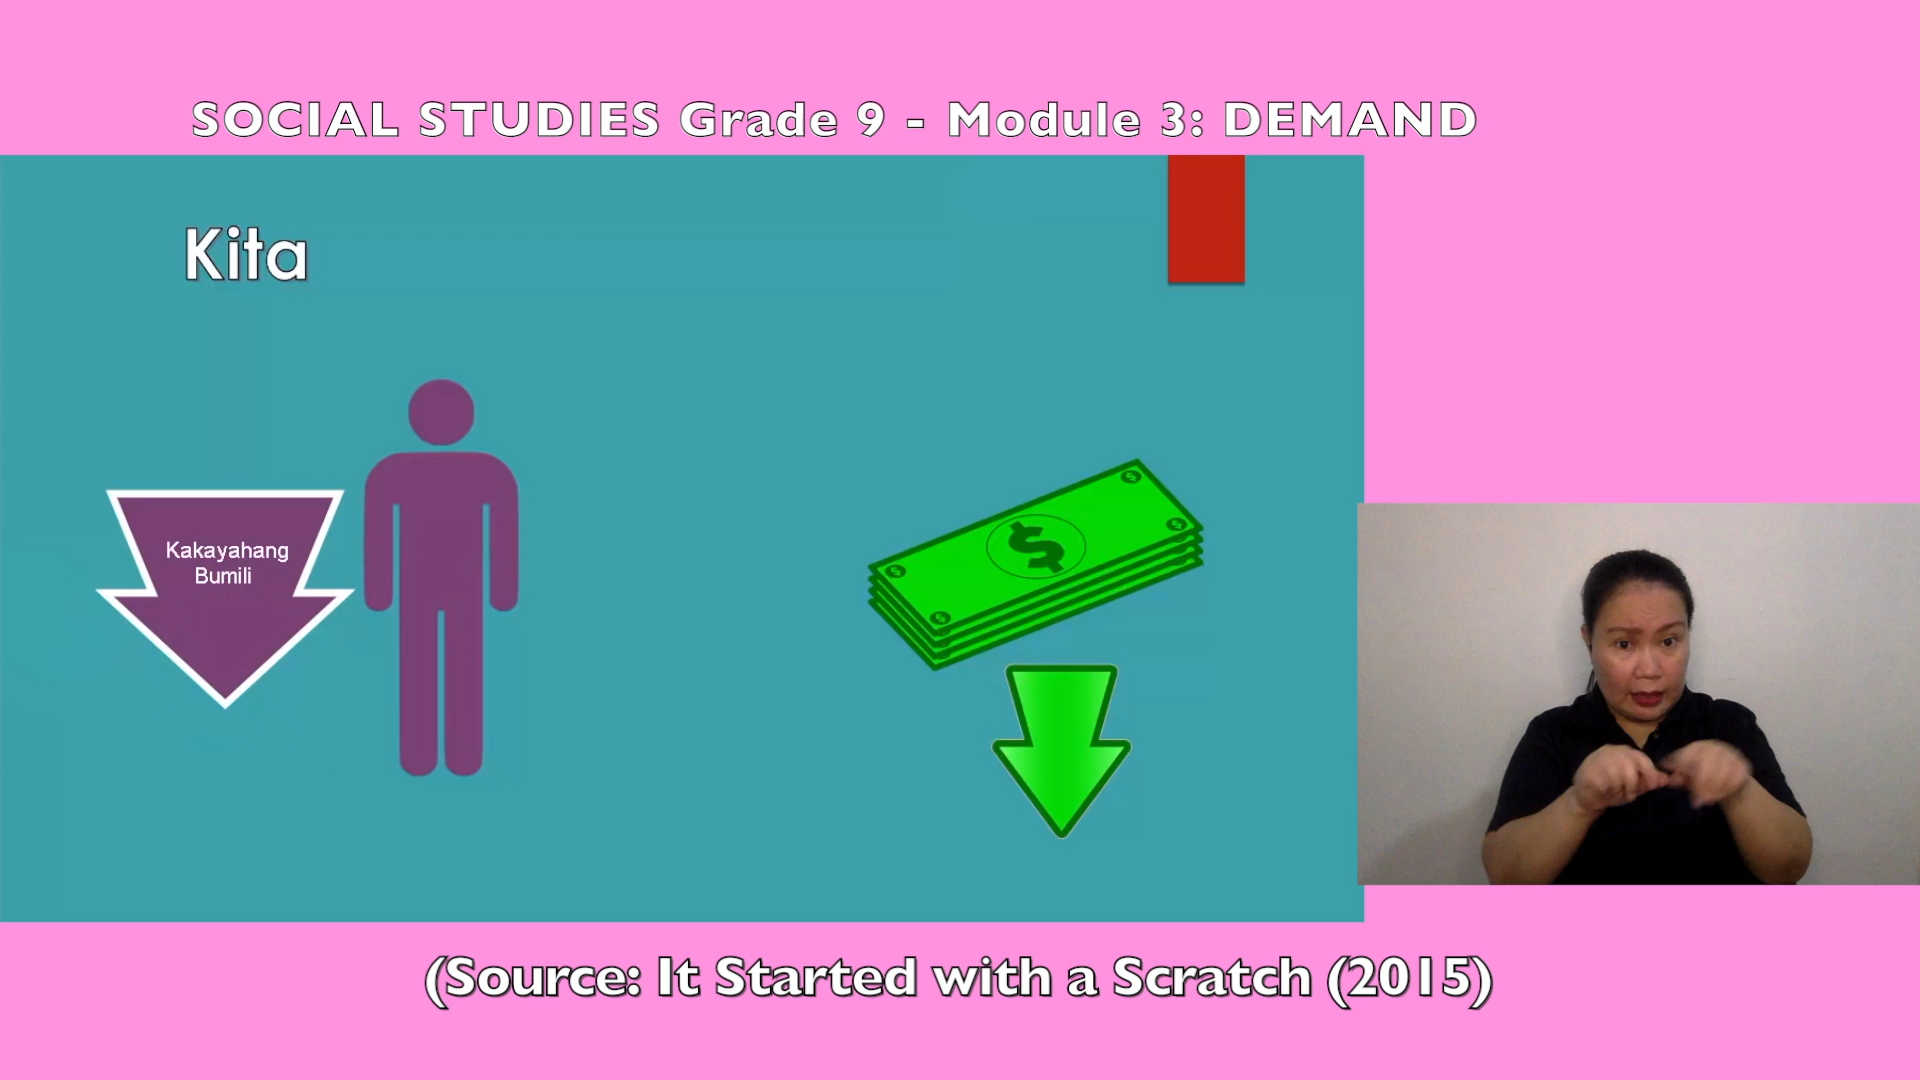 SOCIAL STUDIES Grade 9 - Module 3: DEMAND
Kita
Kakayahang
Bumili
$
$
$
$
$
(Source: It Started with a Scratch (2015)